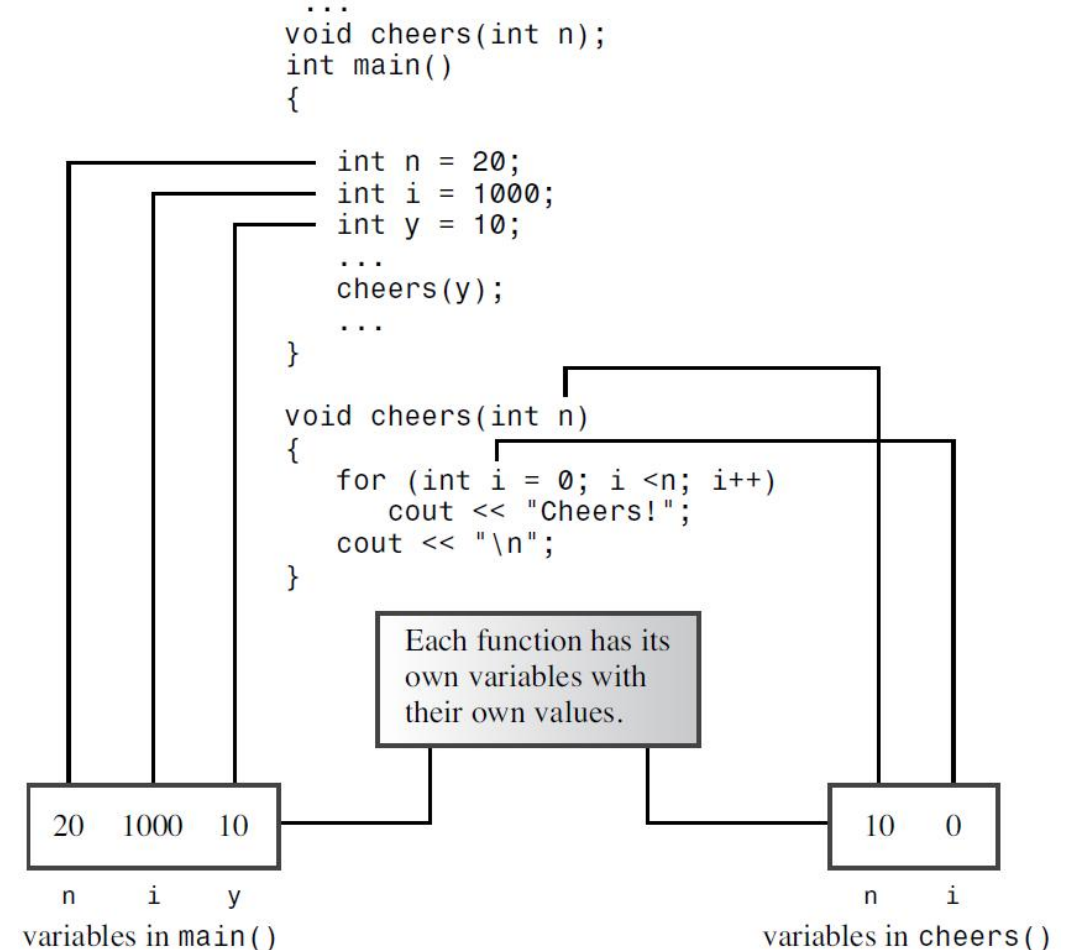 ...
void cheers(int n);
int main()
{
int n = 20;
int i = 1000;
int y = 10;
...
cheers(y);
...
}
void cheers(int n)
{
for (int i = 0; i <n; i++)
cout << "Cheers!";
cout << "\n";
}
Each function has its
own variables with
their own values.
20 1000 10
n i y
variables in main()
10 0
n i
variables in cheers()